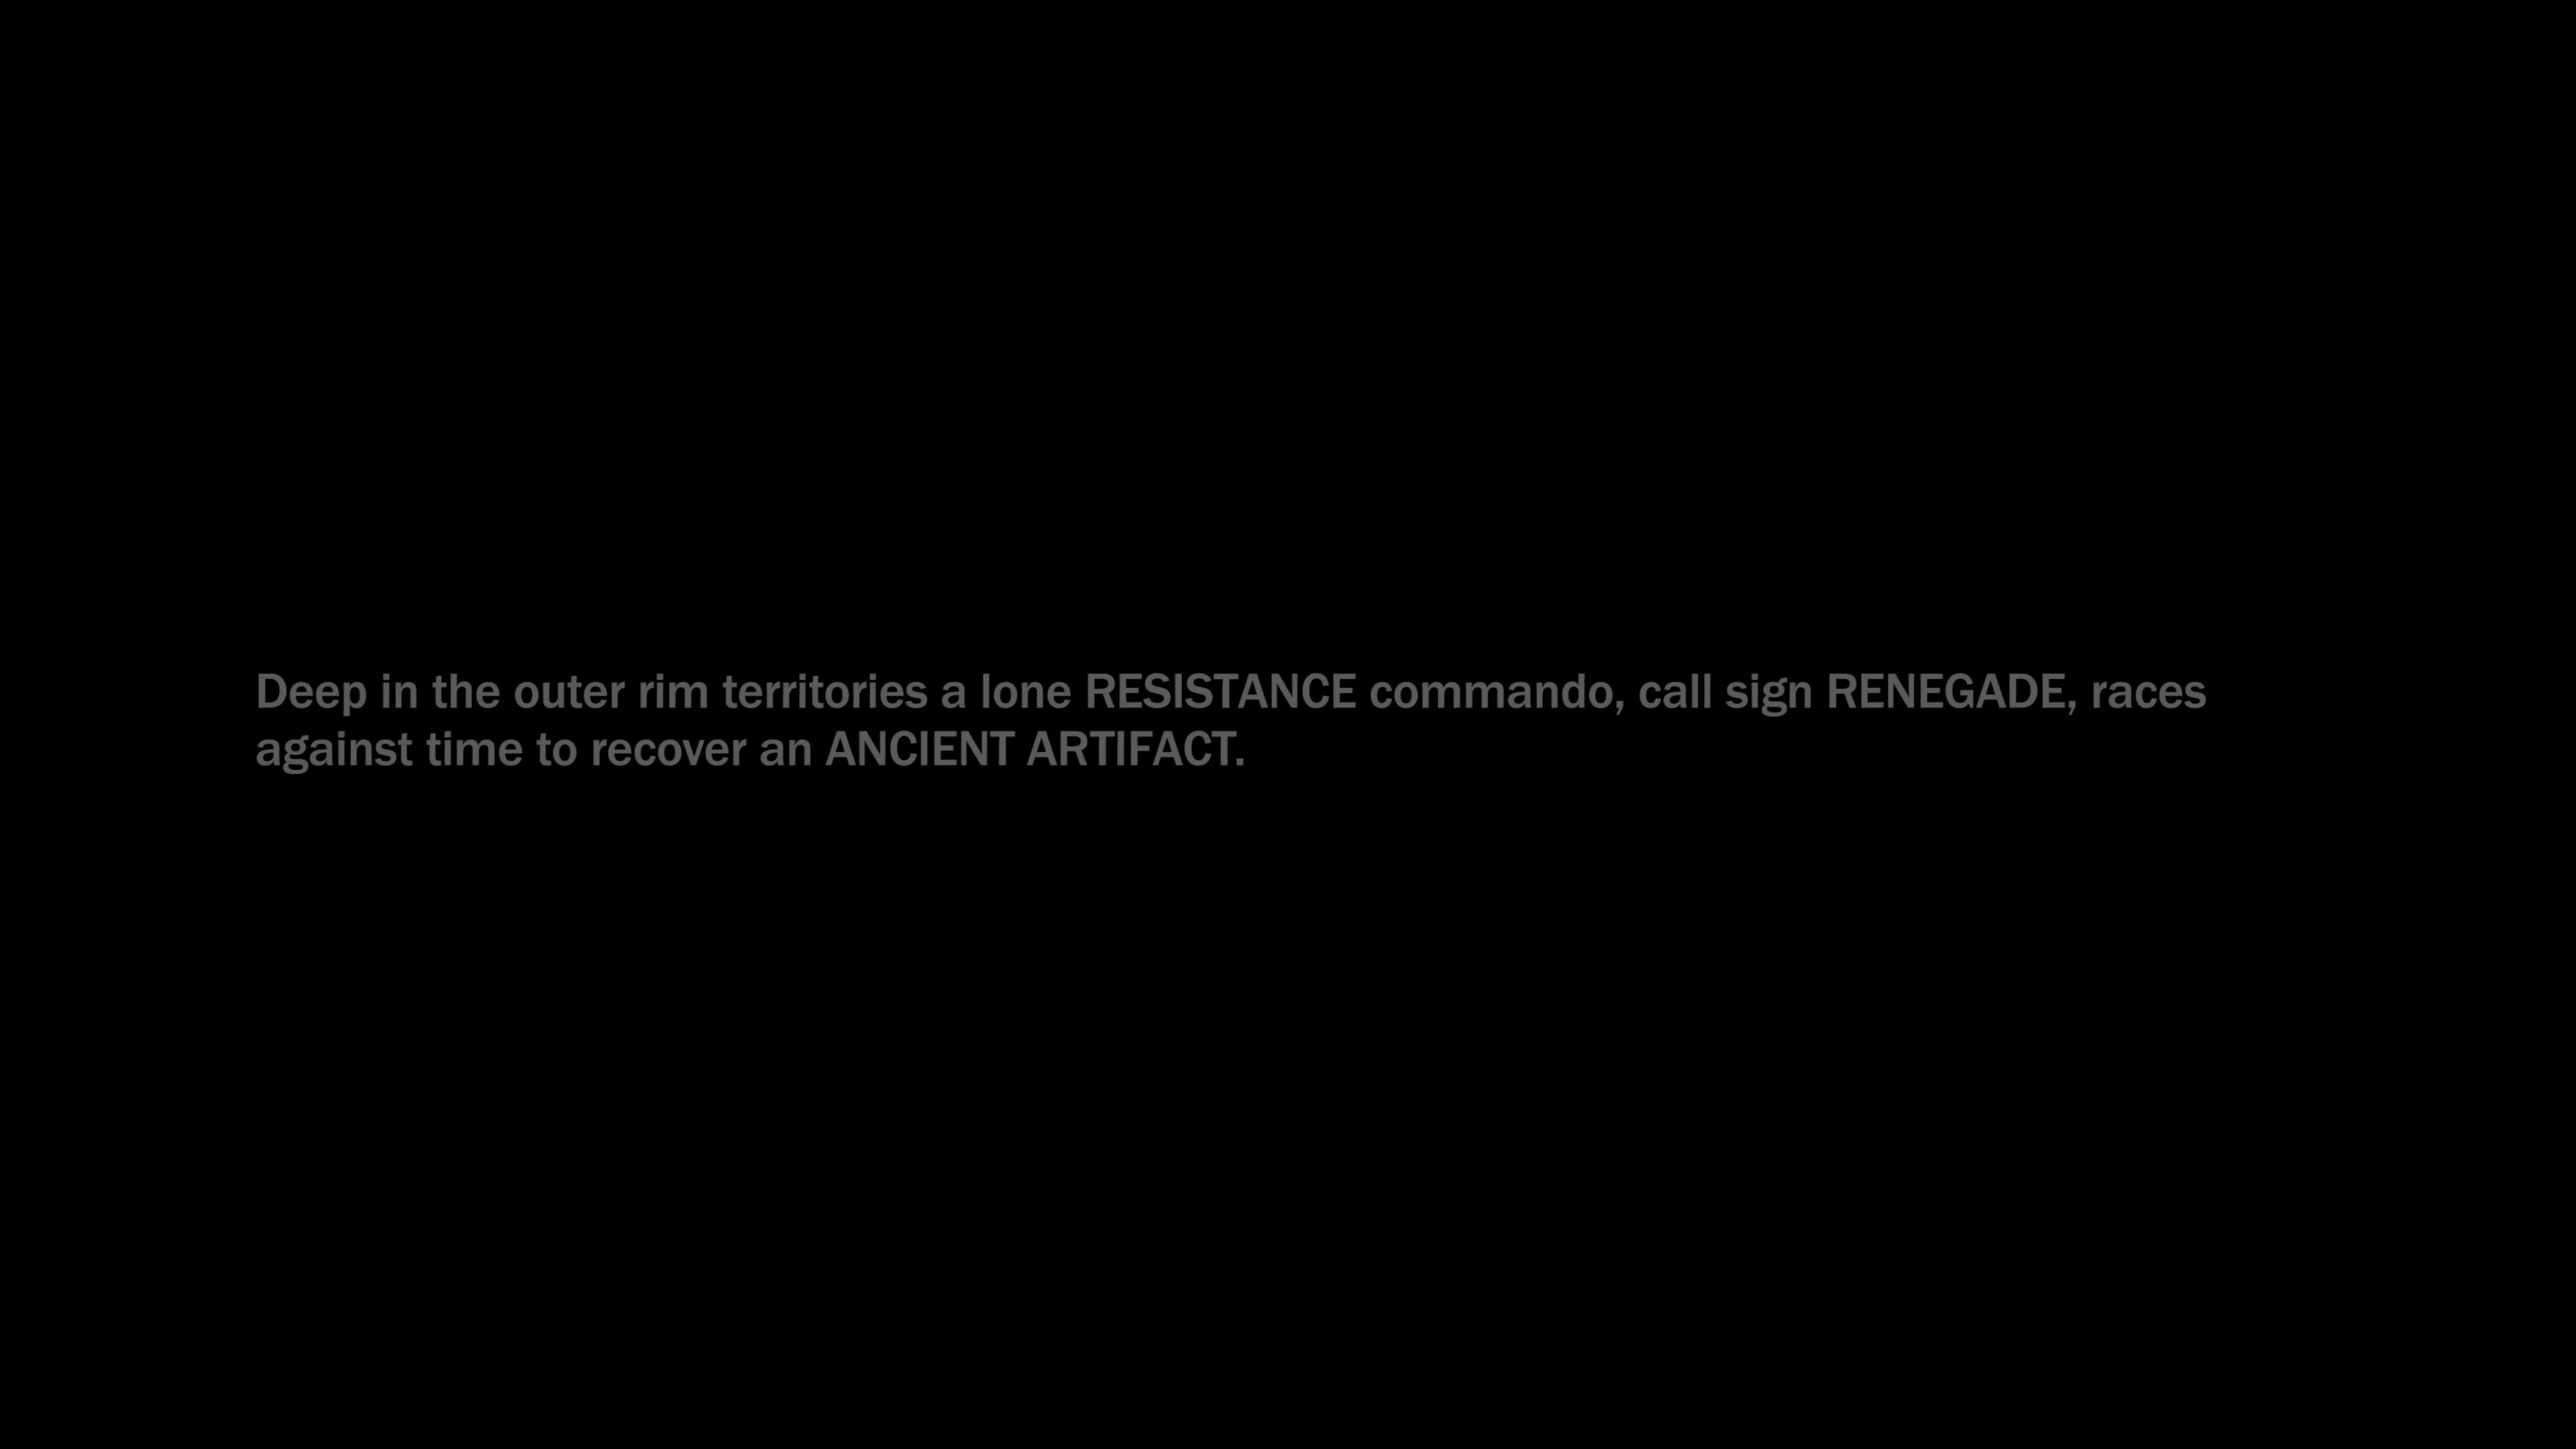 Deep in the outer rim territories a lone RESISTANCE commando, call sign RENEGADE, races
against time to recover an ANCIENT ARTIFACT.